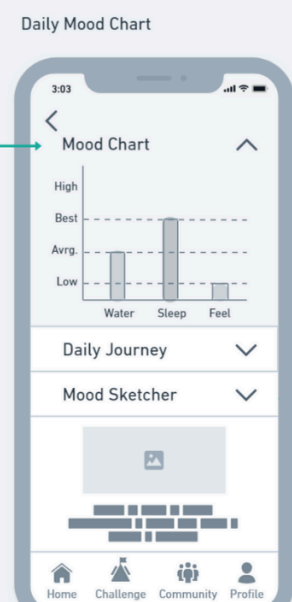 Daily Mood Chart
3:03
Mood Chart
High
Best
Avrg.
Low
Water Sleep Feel
Daily Journey
Mood Sketcher
Home Challenge Community Profile